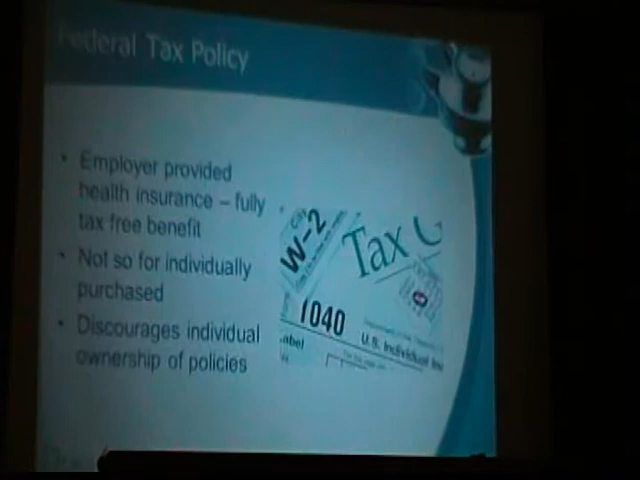 Federal Tax Policy
• Employer provided
health insurance – fully
tax free benefit
• Not so for individually
purchased
• Discourages individual
ownership of policies
W-2
Tax
1040
U.S. Individual